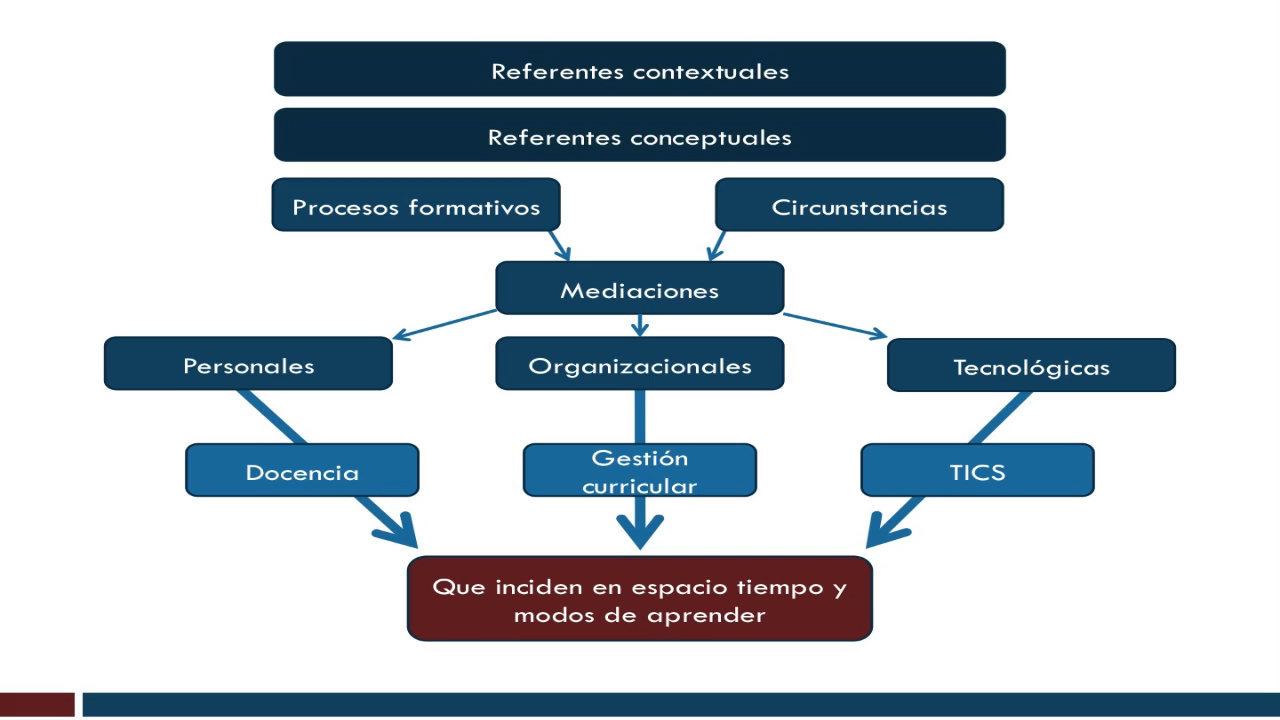 Referentes contextuales
Referentes conceptuales
Procesos formativos
Circunstancias
Mediaciones
Personales
Organizacionales
Tecnológicas
Docencia
Gestión
curricular
TICS
Que inciden en espacio tiempo y
modos de aprender